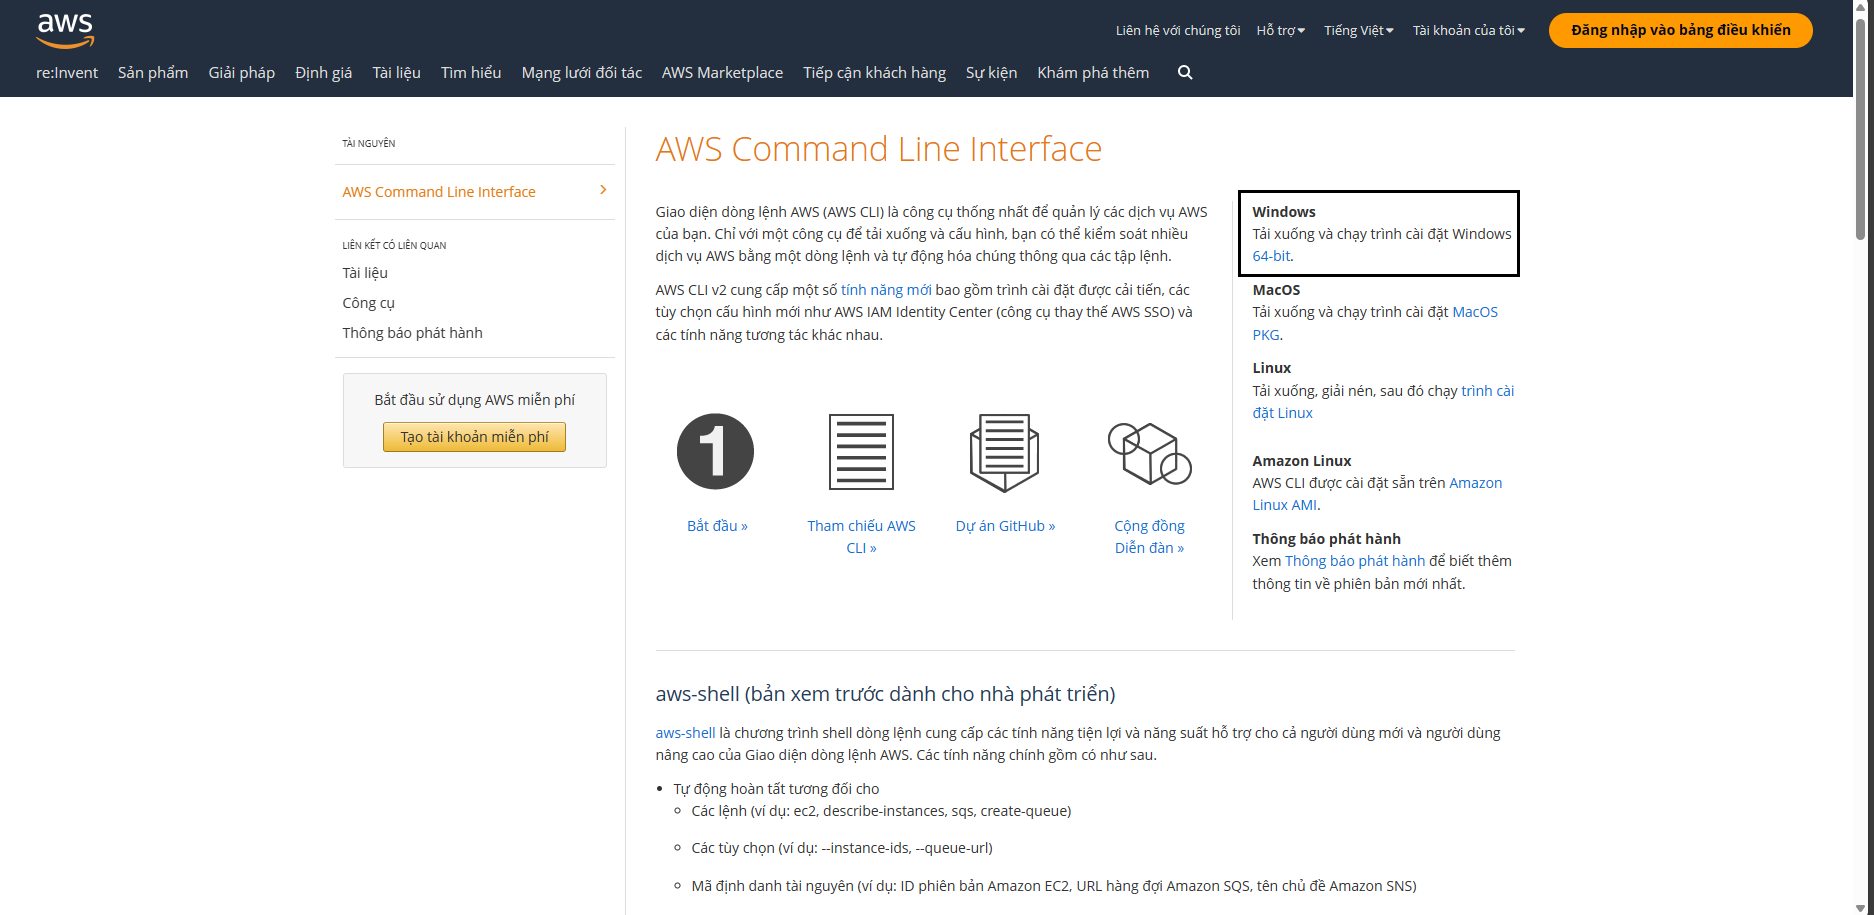 aws
Liên hệ với chúng tôi Hỗ trợ Tiếng Việt Tài khoản của tôi Đăng nhập vào bảng điều khiển
re:Invent Sản phẩm Giải pháp Định giá Tài liệu Tìm hiểu Mạng lưới đối tác AWS Marketplace Tiếp cận khách hàng Sự kiện Khám phá thêm
TÀI NGUYÊN
AWS Command Line Interface
LIÊN KẾT CÓ LIÊN QUAN
Tài liệu
Công cụ
Thông báo phát hành
Bắt đầu sử dụng AWS miễn phí
Tạo tài khoản miễn phí
AWS Command Line Interface
Giao diện dòng lệnh AWS (AWS CLI) là công cụ thống nhất để quản lý các dịch vụ AWS
của bạn. Chỉ với một công cụ để tải xuống và cấu hình, bạn có thể kiểm soát nhiều
dịch vụ AWS bằng một dòng lệnh và tự động hóa chúng thông qua các tập lệnh.
AWS CLI v2 cung cấp một số tính năng mới bao gồm trình cài đặt được cải tiến, các
tùy chọn cấu hình mới như AWS IAM Identity Center (công cụ thay thế AWS SSO) và
các tính năng tương tác khác nhau.
1
Bắt đầu »
Tham chiếu AWS
CLI »
Dự án GitHub »
Cộng đồng
Diễn đàn »
Windows
Tải xuống và chạy trình cài đặt Windows
64-bit.
MacOS
Tải xuống và chạy trình cài đặt MacOS
PKG.
Linux
Tải xuống, giải nén, sau đó chạy trình cài
đặt Linux
Amazon Linux
AWS CLI được cài đặt sẵn trên Amazon
Linux AMI.
Thông báo phát hành
Xem Thông báo phát hành để biết thêm
thông tin về phiên bản mới nhất.
aws-shell (bản xem trước dành cho nhà phát triển)
aws-shell là chương trình shell dòng lệnh cung cấp các tính năng tiện lợi và năng suất hỗ trợ cho cả người dùng mới và người dùng
nâng cao của Giao diện dòng lệnh AWS. Các tính năng chính gồm có như sau.
• Tự động hoàn tất tương đối cho
◦ Các lệnh (ví dụ: ec2, describe-instances, sqs, create-queue)
◦ Các tùy chọn (ví dụ: --instance-ids, --queue-url)
◦ Mã định danh tài nguyên (ví dụ: ID phiên bản Amazon EC2, URL hàng đợi Amazon SQS, tên chủ đề Amazon SNS)